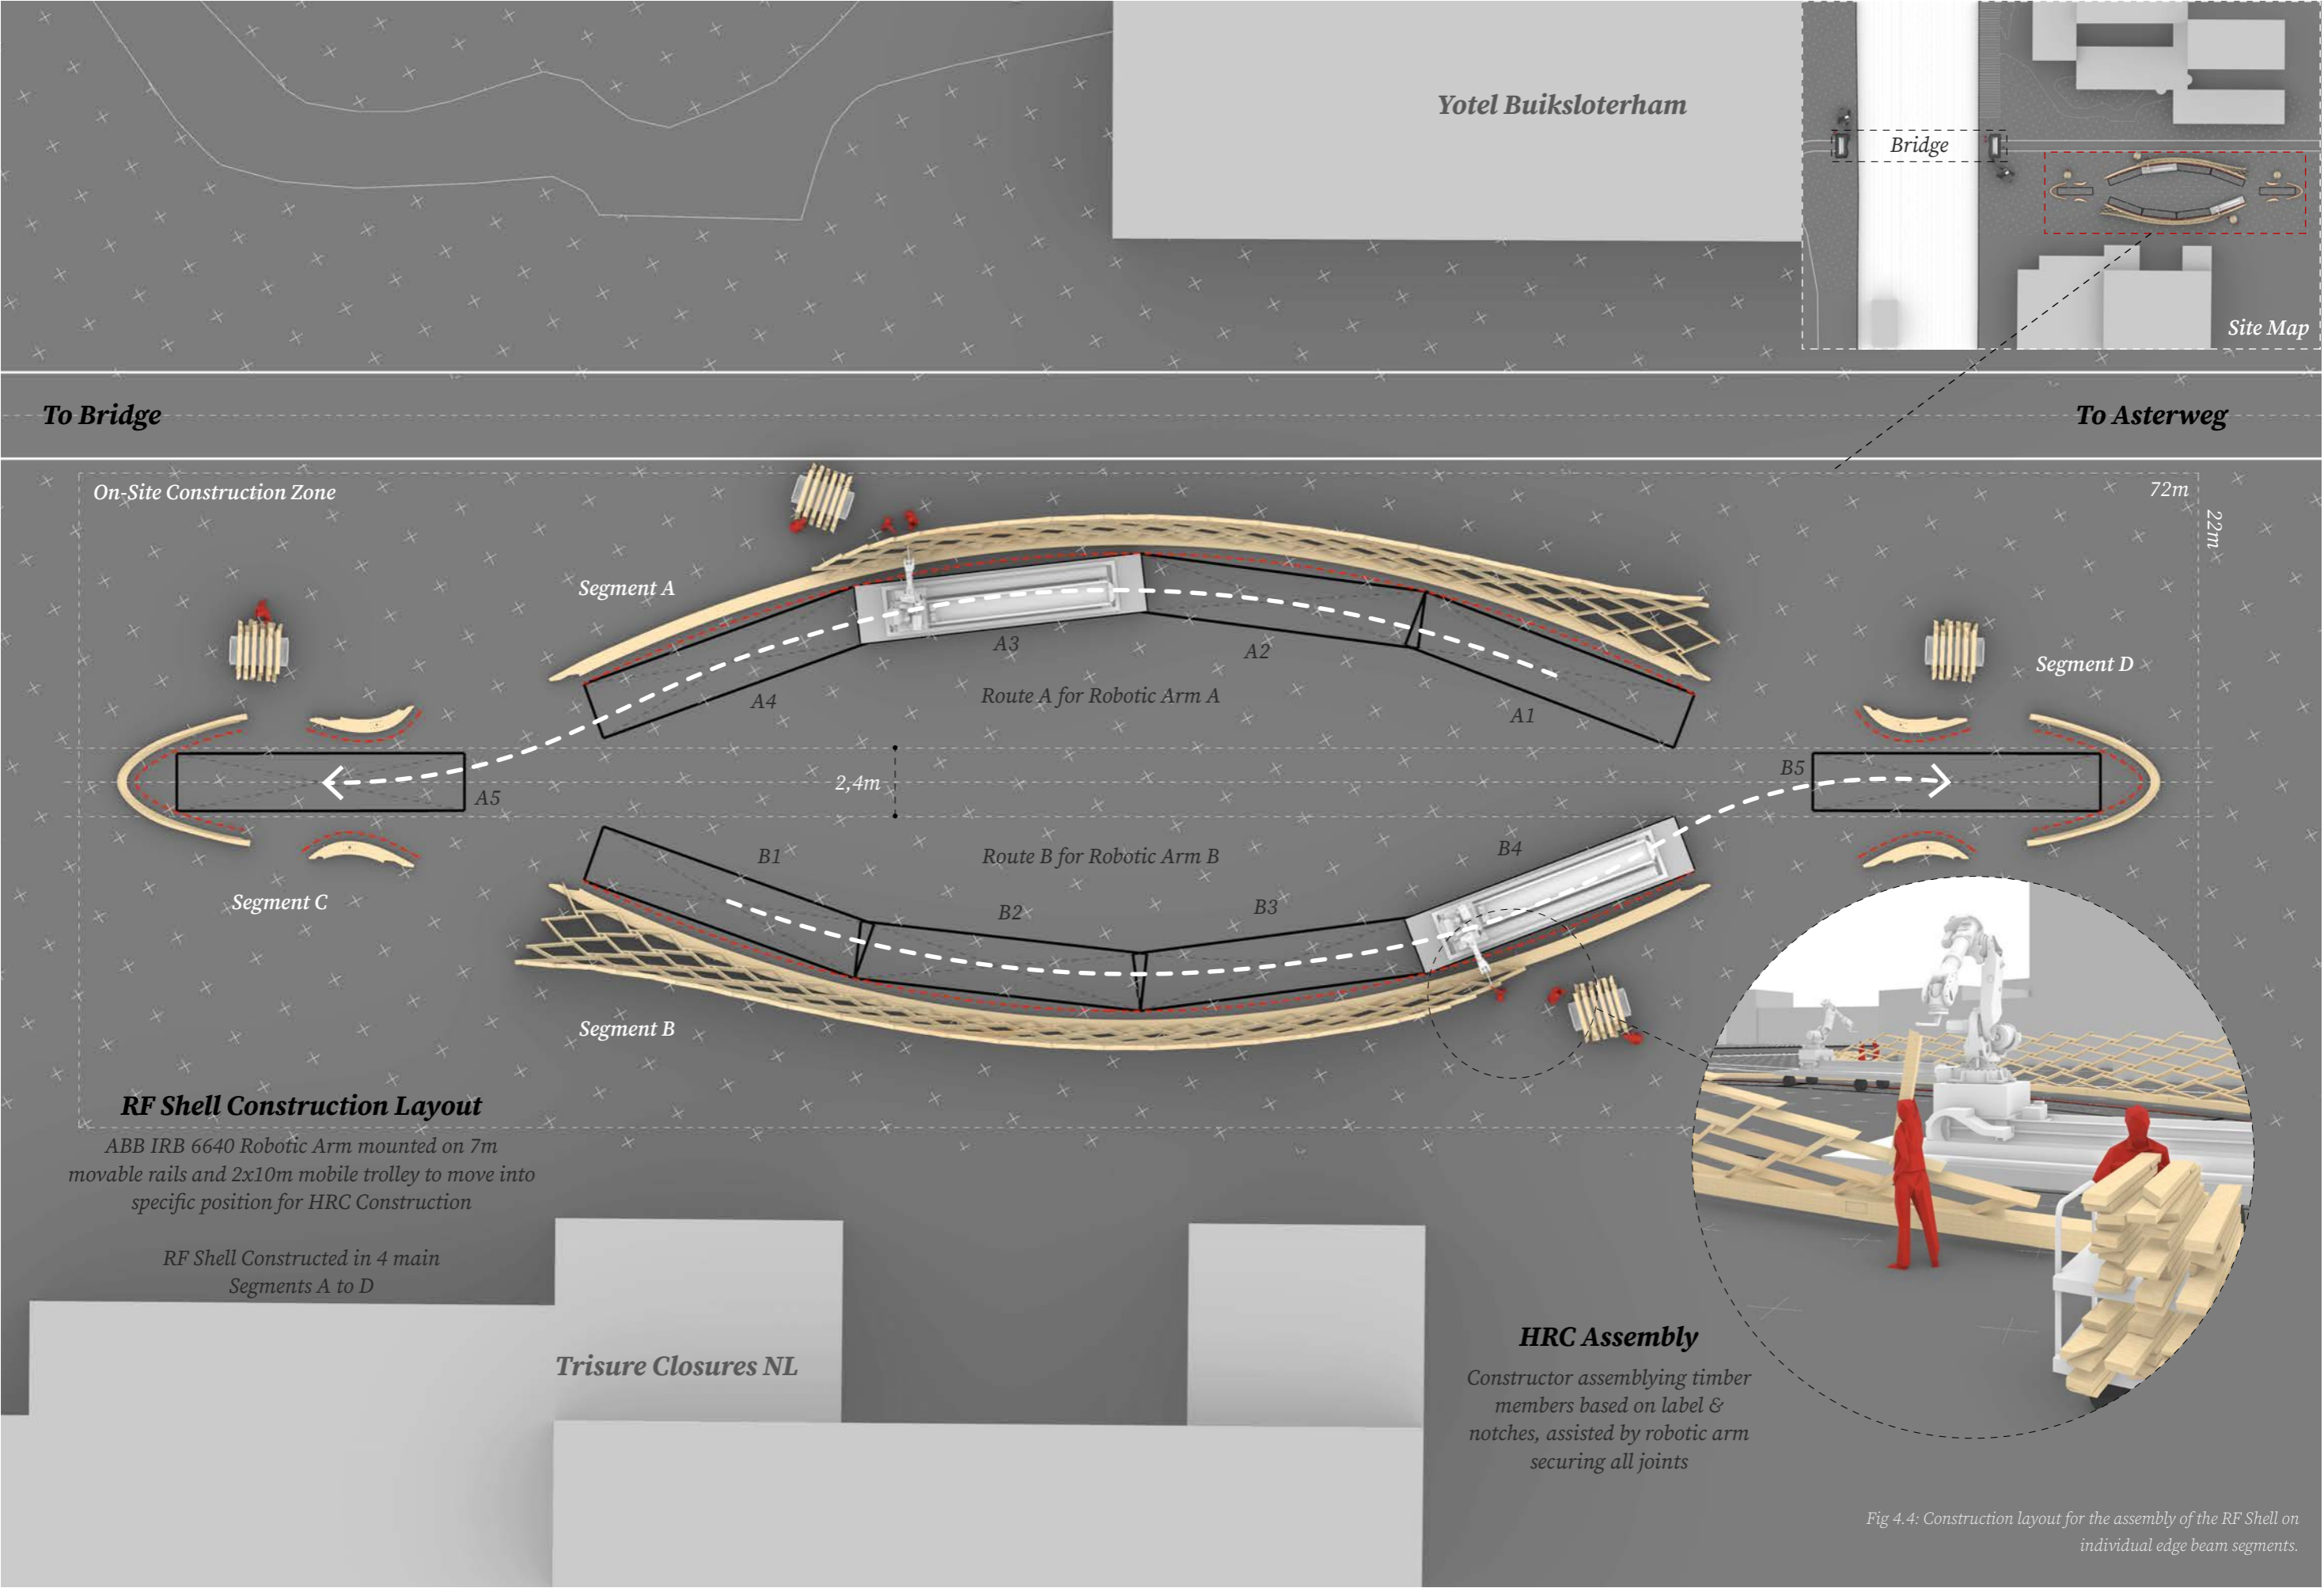 Yotel Buiksloterham
Bridge
Site Map
To Bridge
To Asterweg
On-Site Construction Zone
72m
22m
Segment A
A3
A2
Segment D
Route A for Robotic Arm A
A4
A1
B5
2,4m
A5
B1
Route B for Robotic Arm B
B4
Segment C
B2
B3
Segment B
RF Shell Construction Layout
ABB IRB 6640 Robotic Arm mounted on 7m
movable rails and 2x10m mobile trolley to move into
specific position for HRC Construction
RF Shell Constructed in 4 main
Segments A to D
Trisure Closures NL
HRC Assembly
Constructor assemblying timber
members based on label &
notches, assisted by robotic arm
securing all joints
Fig 4.4: Construction layout for the assembly of the RF Shell on
individual edge beam segments.